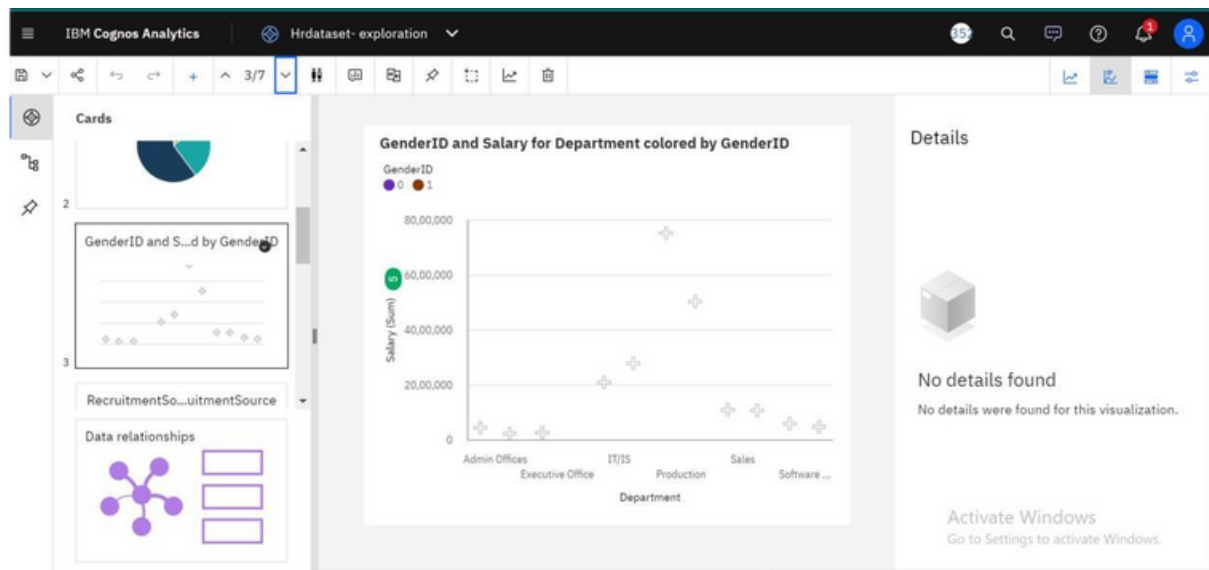 IBM Cognos Analytics
Hrdataset- exploration
352
1
3/7
Cards
2
GenderID and S...d by GenderID
3
RecruitmentSo...uitmentSource
Data relationships
GenderID and Salary for Department colored by GenderID
GenderID
0 1
80,00,000
60,00,000
40,00,000
20,00,000
0
Salary (Sum)
5
Admin Offices
Executive Office
IT/IS
Production
Sales
Software ...
Department
Details
No details found
No details were found for this visualization.
Activate Windows
Go to Settings to activate Windows.